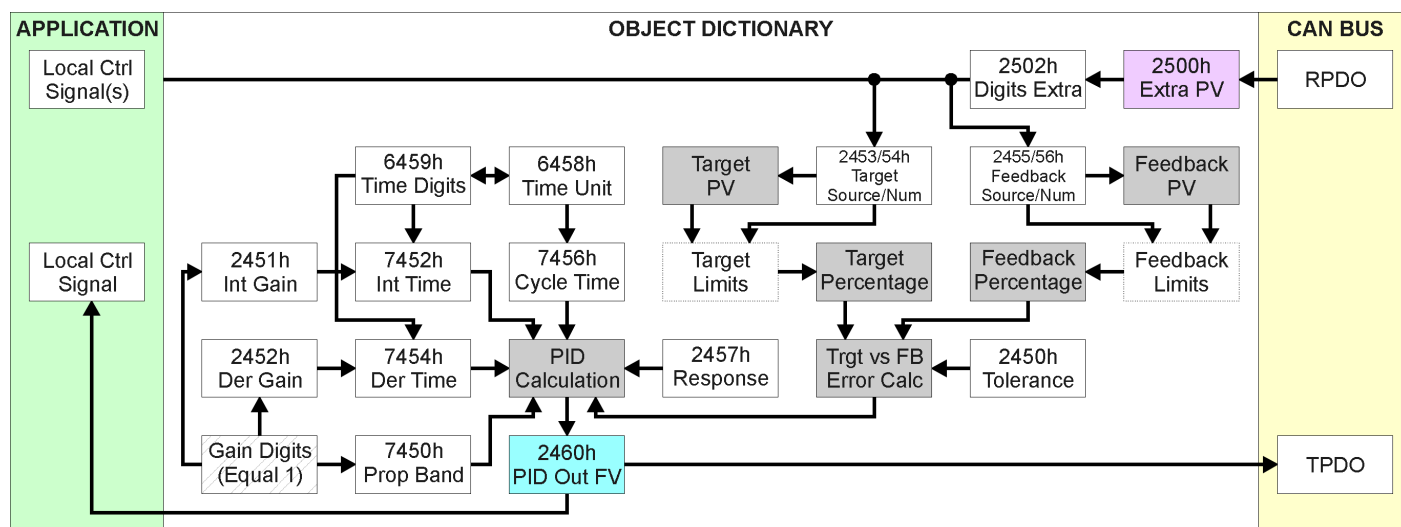 APPLICATION
OBJECT DICTIONARY
CAN BUS
Local Ctrl
Signal(s)
2502h
Digits Extra
2500h
Extra PV
RPDO
6459h
Time Digits
6458h
Time Unit
Target
PV
2453/54h
Target
Source/Num
2455/56h
Feedback
Source/Num
Feedback
PV
Local Ctrl
Signal
2451h
Int Gain
7452h
Int Time
7456h
Cycle Time
Target
Limits
Target
Percentage
Feedback
Percentage
Feedback
Limits
2452h
Der Gain
7454h
Der Time
PID
Calculation
2457h
Response
Trgt vs FB
Error Calc
2450h
Tolerance
Gain Digits
(Equal 1)
7450h
Prop Band
2460h
PID Out FV
TPDO